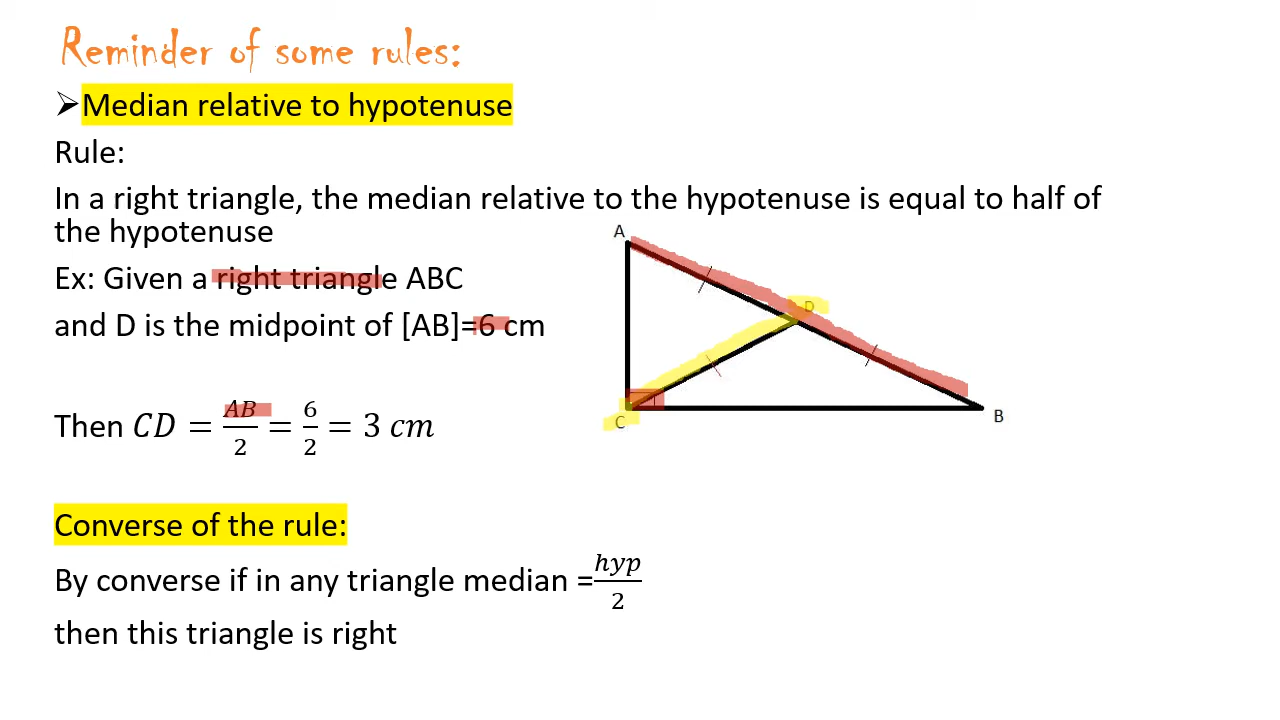 Reminder of some rules:
➢Median relative to hypotenuse
Rule:
In a right triangle, the median relative to the hypotenuse is equal to half of
the hypotenuse
Ex: Given a right triangle ABC
and D is the midpoint of [AB]=6 cm
Then CD = AB/2 = 6/2 = 3 cm
A
D
C
B
Converse of the rule:
By converse if in any triangle median =hyp/2
then this triangle is right